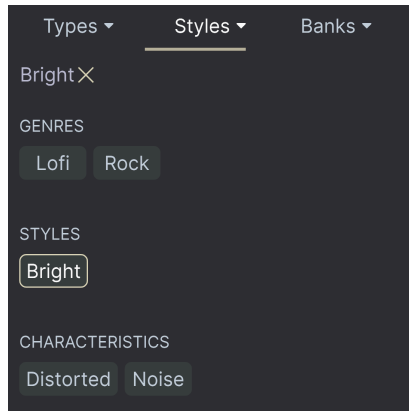 Types Styles Banks
Bright
GENRES
Lofi Rock
STYLES
Bright
CHARACTERISTICS
Distorted Noise